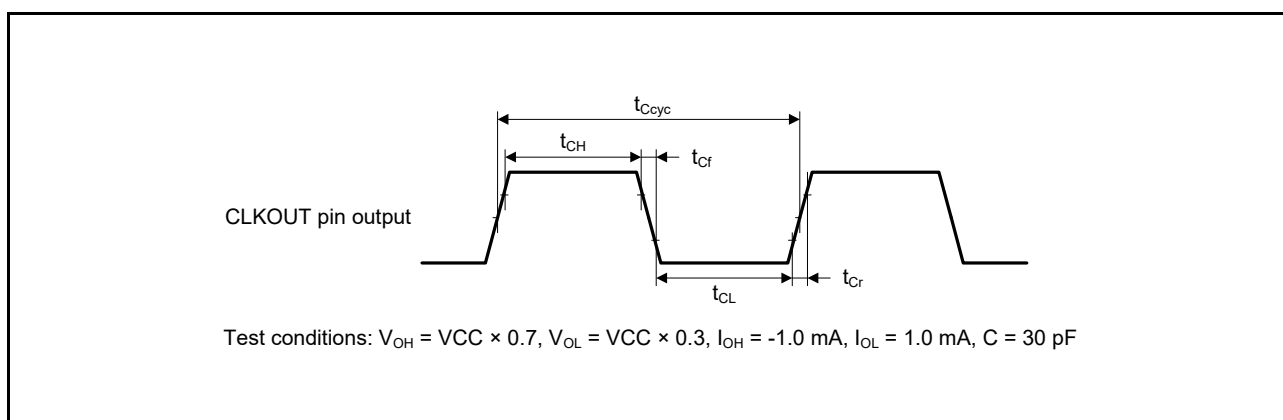 tCcyc
tCH
tCf
CLKOUT pin output
tCL
tCr
Test conditions: VOH = VCC × 0.7, VOL = VCC × 0.3, IOH = -1.0 mA, IOL = 1.0 mA, C = 30 pF